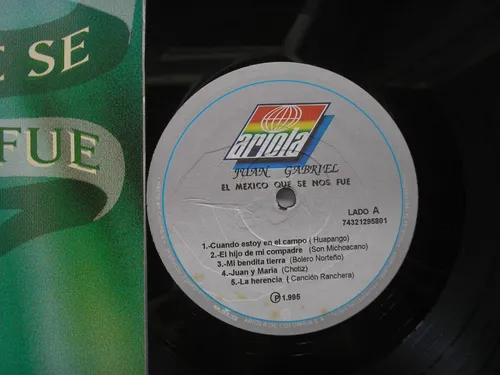 E SE
FUE
ariola
JUAN GABRIEL
EL MEXICO QUE SE NOS FUE
LADO A
74321295801
1.-Cuando estoy en el campo ( Huapango)
2.-El hijo de mi compadre (Son Michoacano)
3.-Mi bendita tierra (Bolero Norteño)
4.-Juan y Maria (Chotiz)
5.-La herencia ( Canción Ranchera)
P 1.995